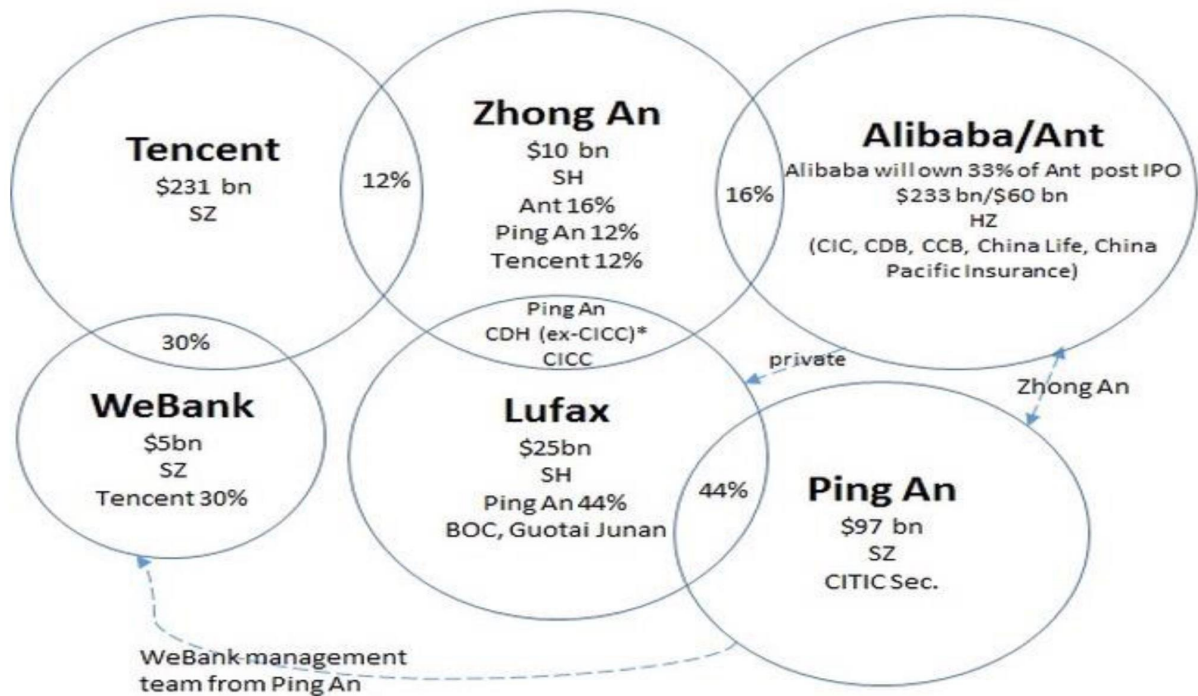 Tencent
$231 bn
SZ
12%
Zhong An
$10 bn
SH
Ant 16%
Ping An 12%
Tencent 12%
16%
Alibaba/Ant
Alibaba will own 33% of Ant post IPO
$233 bn/$60 bn
HZ
(CIC, CDB, CCB, China Life, China
Pacific Insurance)
30%
Ping An
CDH (ex-CICC)*
CICC
private
Zhong An
WeBank
$5bn
SZ
Tencent 30%
Lufax
$25bn
SH
Ping An 44%
BOC, Guotai Junan
44%
Ping An
$97 bn
SZ
CITIC Sec.
WeBank management
team from Ping An